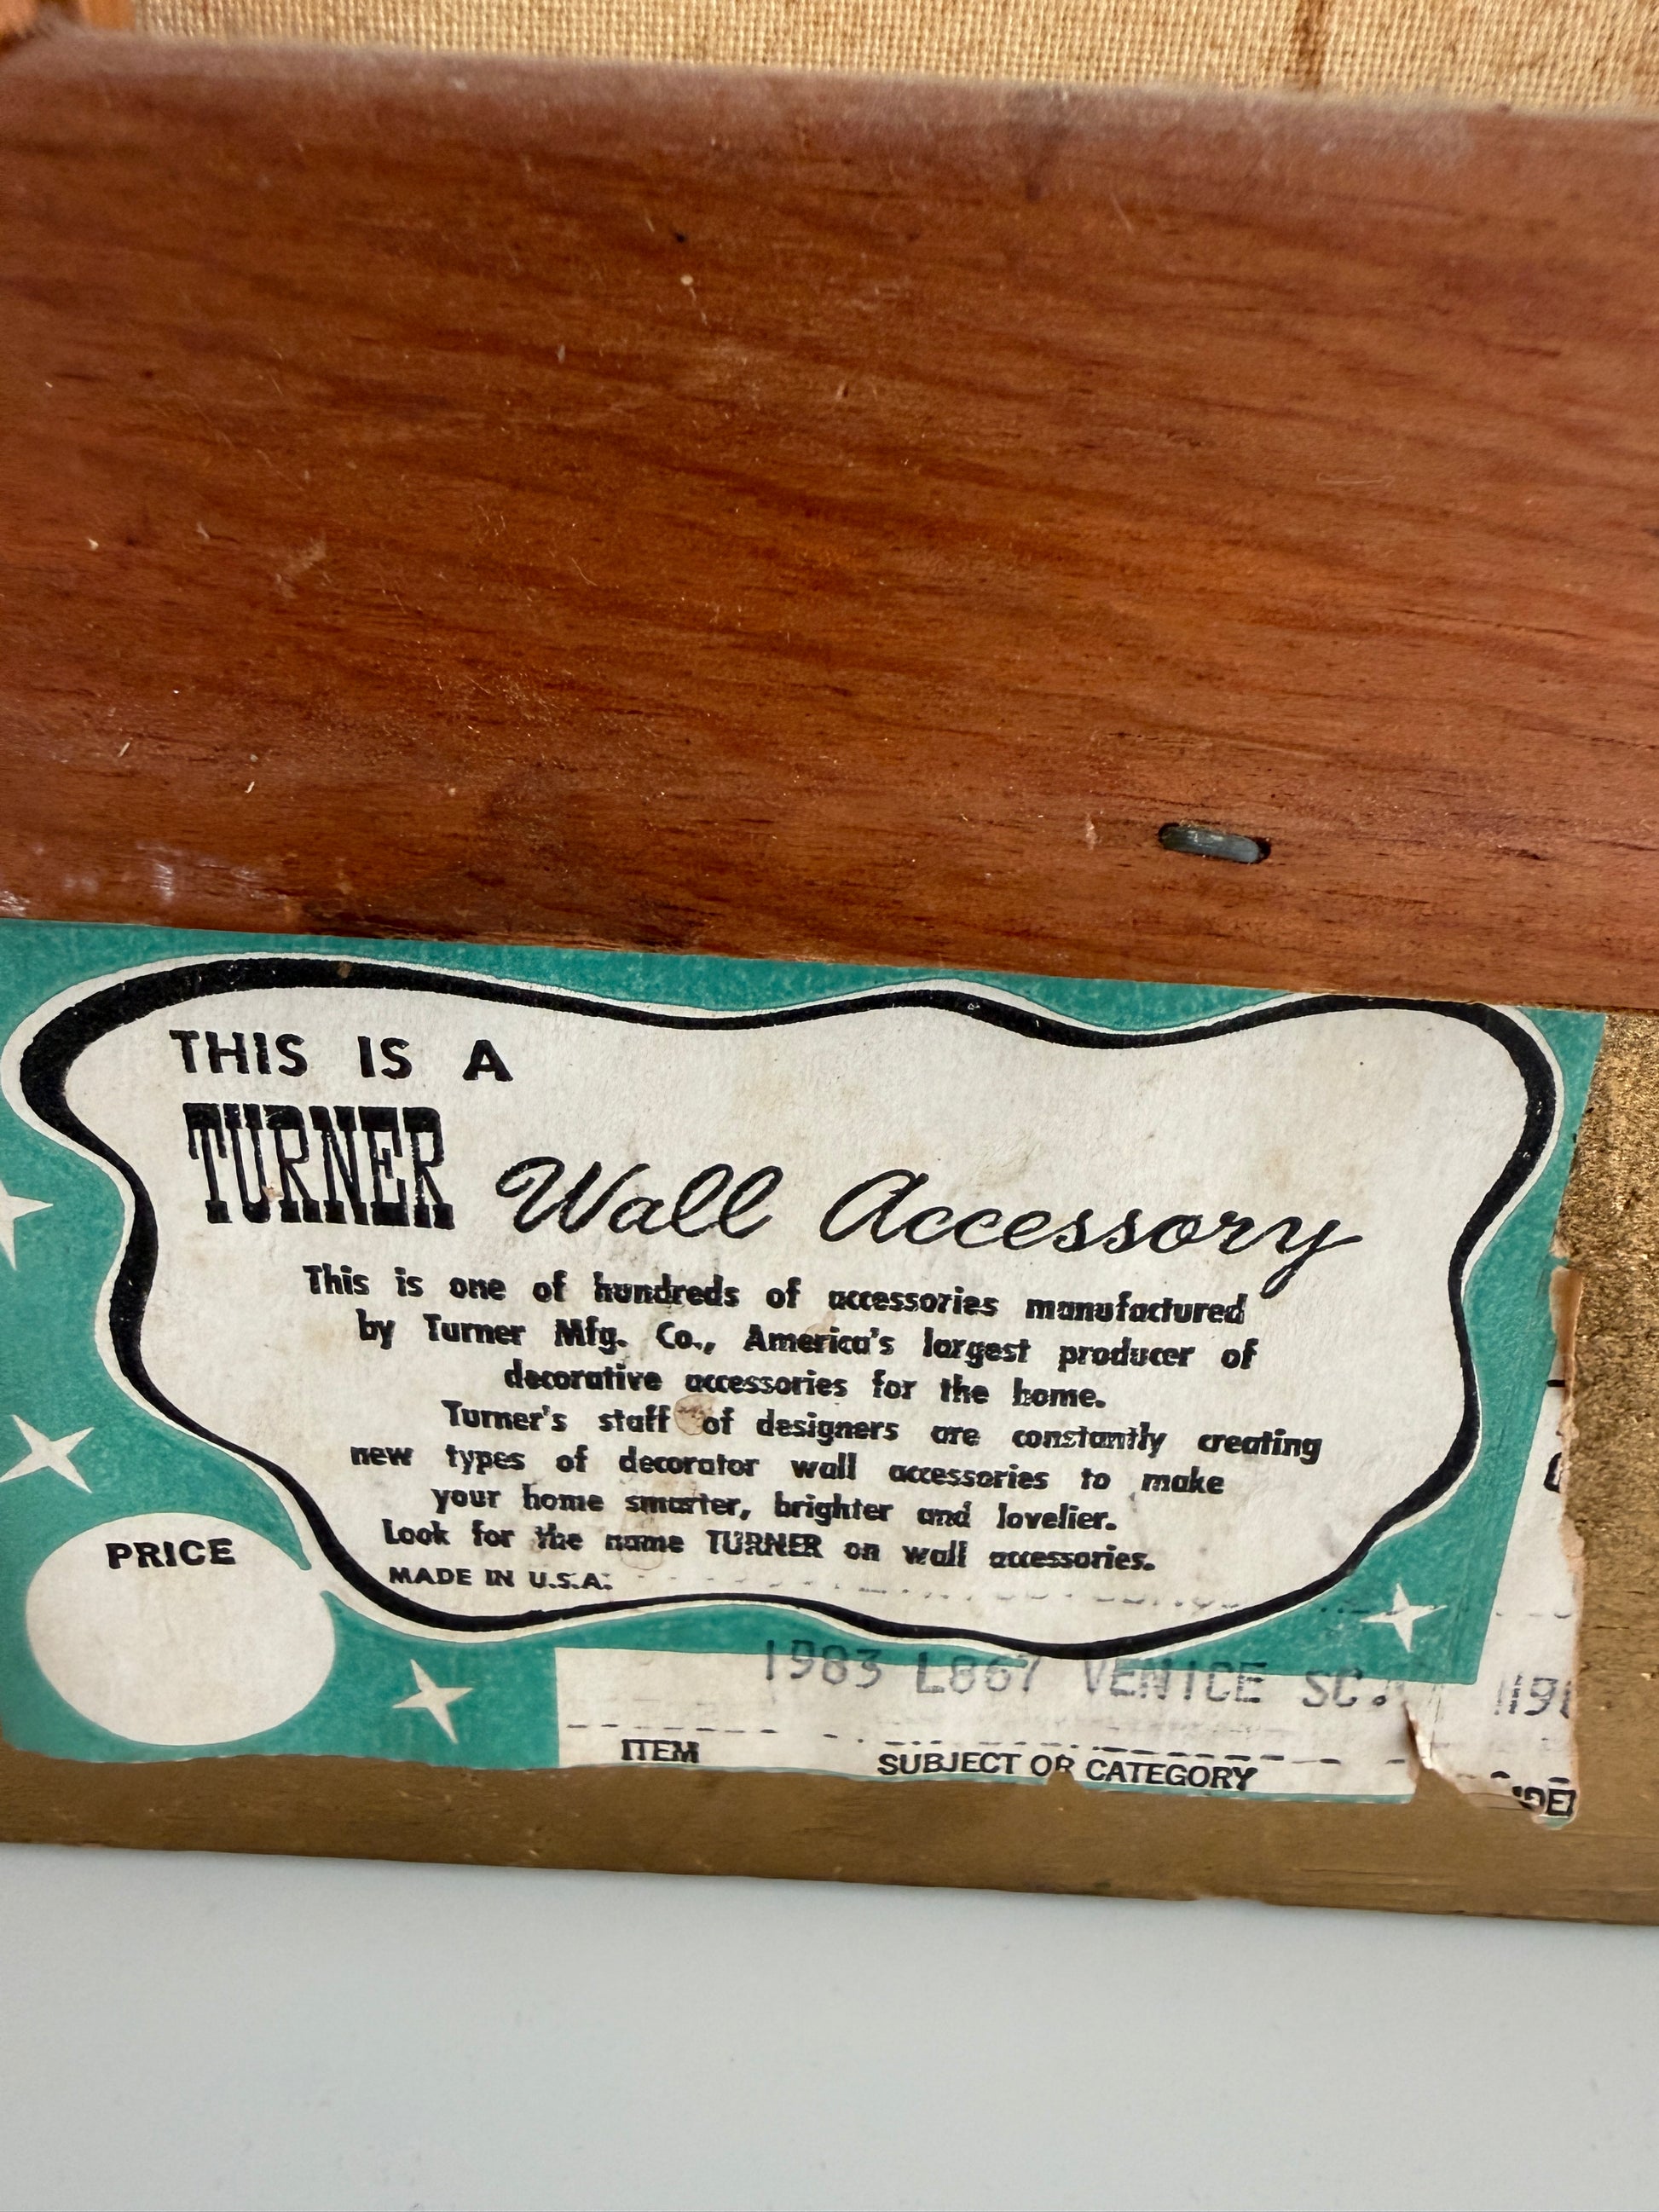 THIS IS A
TURNER Wall Accessory
This is one of hundreds of accessories manufactured
by Turner Mfg. Co., America's largest producer of
decorative accessories for the home.
Turner's staff of designers are constantly creating
new types of decorator wall accessories to make
your home smarter, brighter and lovelier.
Look for the name TURNER on wall accessories.
MADE IN U.S.A.
PRICE
1983 L867 VENICE SC.
ITEM SUBJECT OR CATEGORY